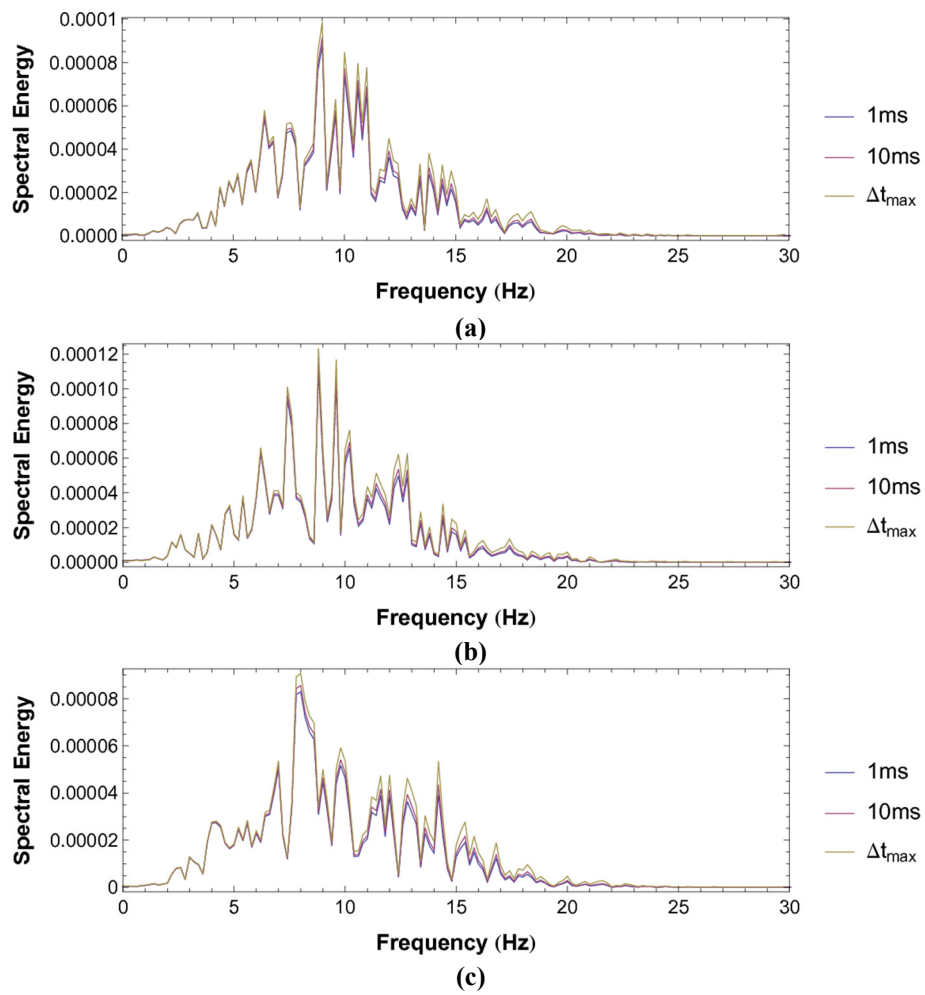 0.0001
0.00008
0.00006
0.00004
0.00002
0.0000
Spectral Energy
0 5 10 15 20 25 30
Frequency (Hz)
1ms
10ms
Δtmax
(a)
0.00012
0.00010
0.00008
0.00006
0.00004
0.00002
0.00000
Spectral Energy
0 5 10 15 20 25 30
Frequency (Hz)
1ms
10ms
Δtmax
(b)
0.00008
0.00006
0.00004
0.00002
0
Spectral Energy
0 5 10 15 20 25 30
Frequency (Hz)
1ms
10ms
Δtmax
(c)